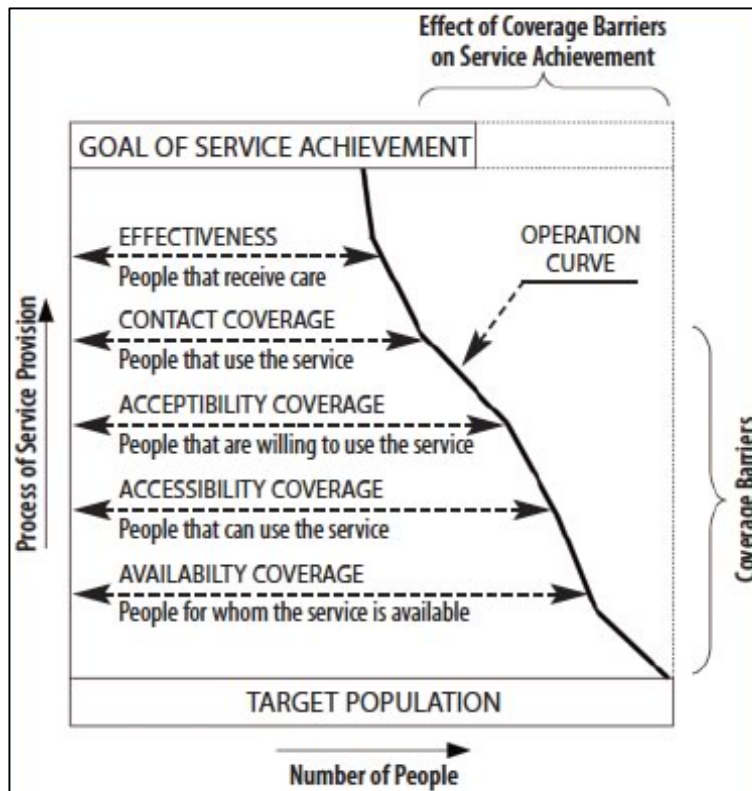 Effect of Coverage Barriers
on Service Achievement
GOAL OF SERVICE ACHIEVEMENT
EFFECTIVENESS
People that receive care
OPERATION
CURVE
CONTACT COVERAGE
People that use the service
ACCEPTIBILITY COVERAGE
People that are willing to use the service
ACCESSIBILITY COVERAGE
People that can use the service
AVAILABILTY COVERAGE
People for whom the service is available
Process of Service Provision
Coverage Barriers
TARGET POPULATION
Number of People